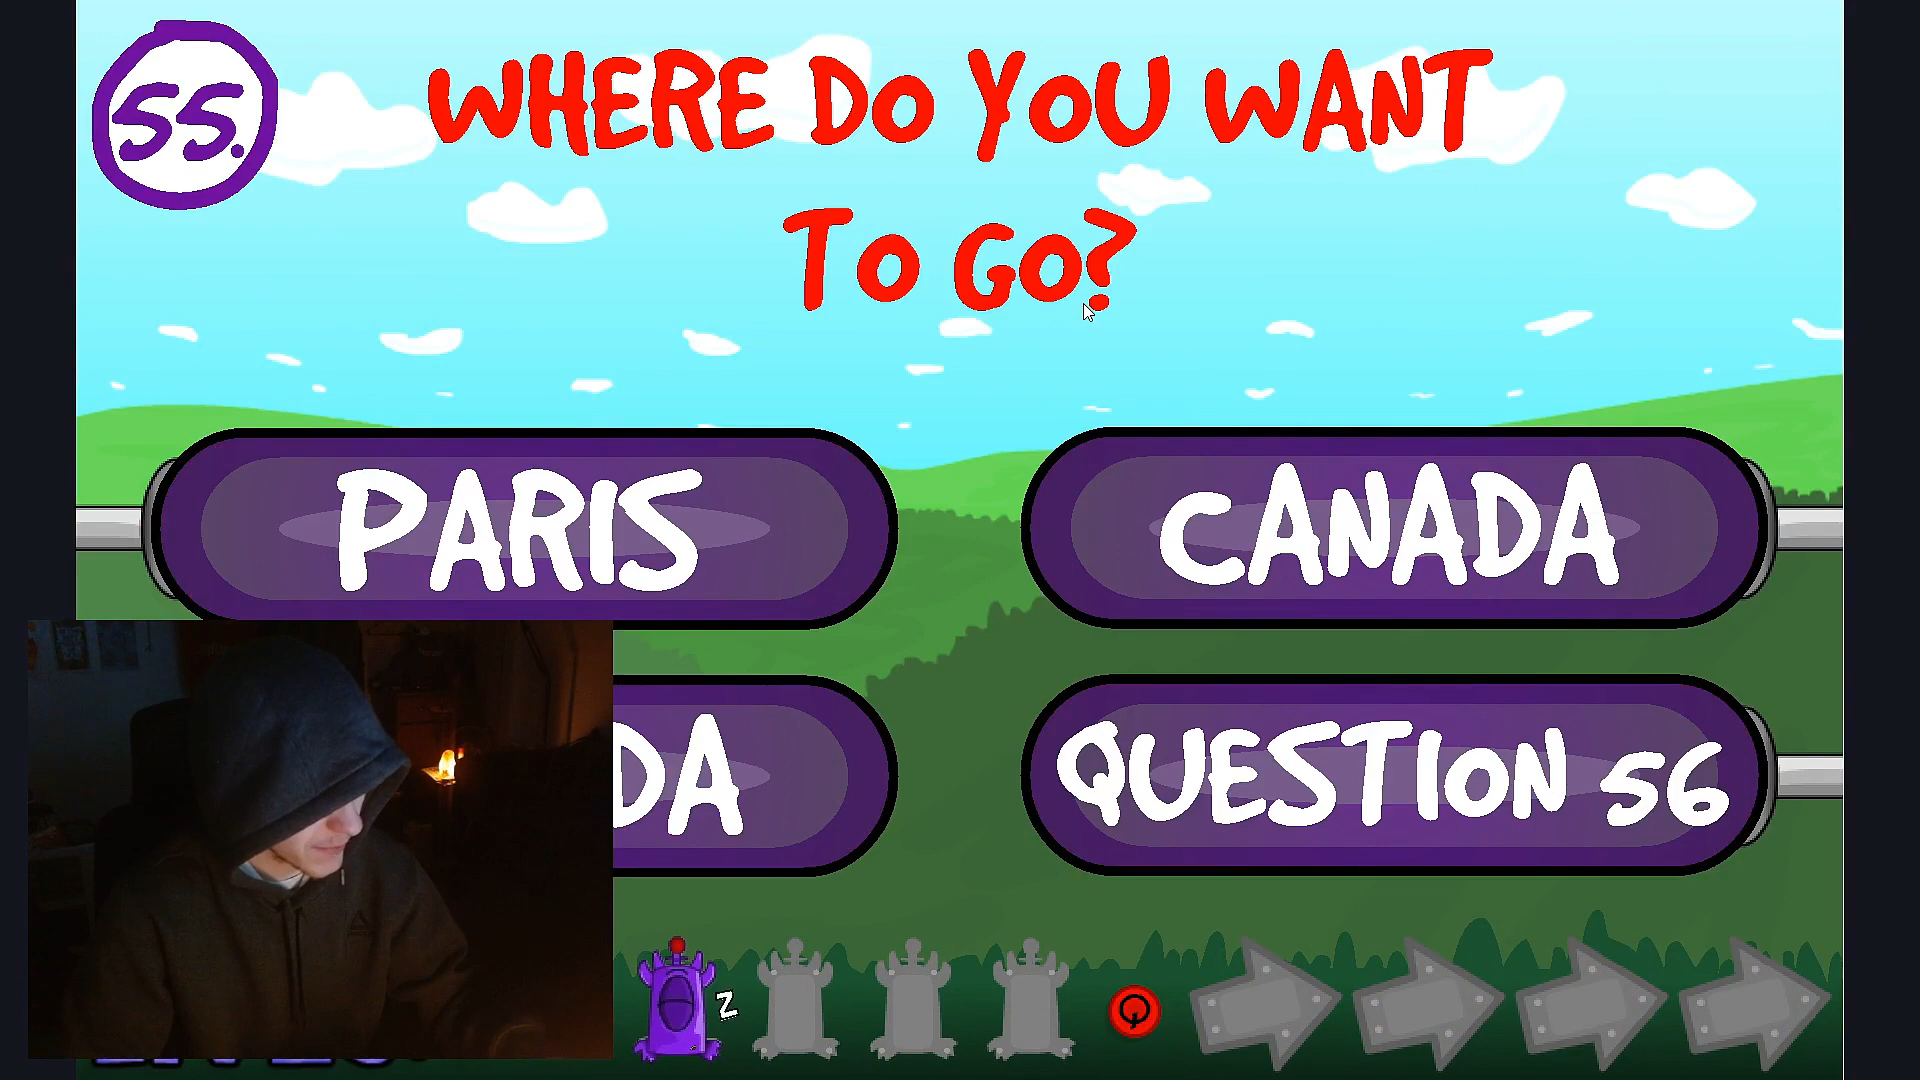 55.
WHERE DO YOU WANT
TO GO?
PARIS
CANADA
DA
QUESTION 56
Z
Q